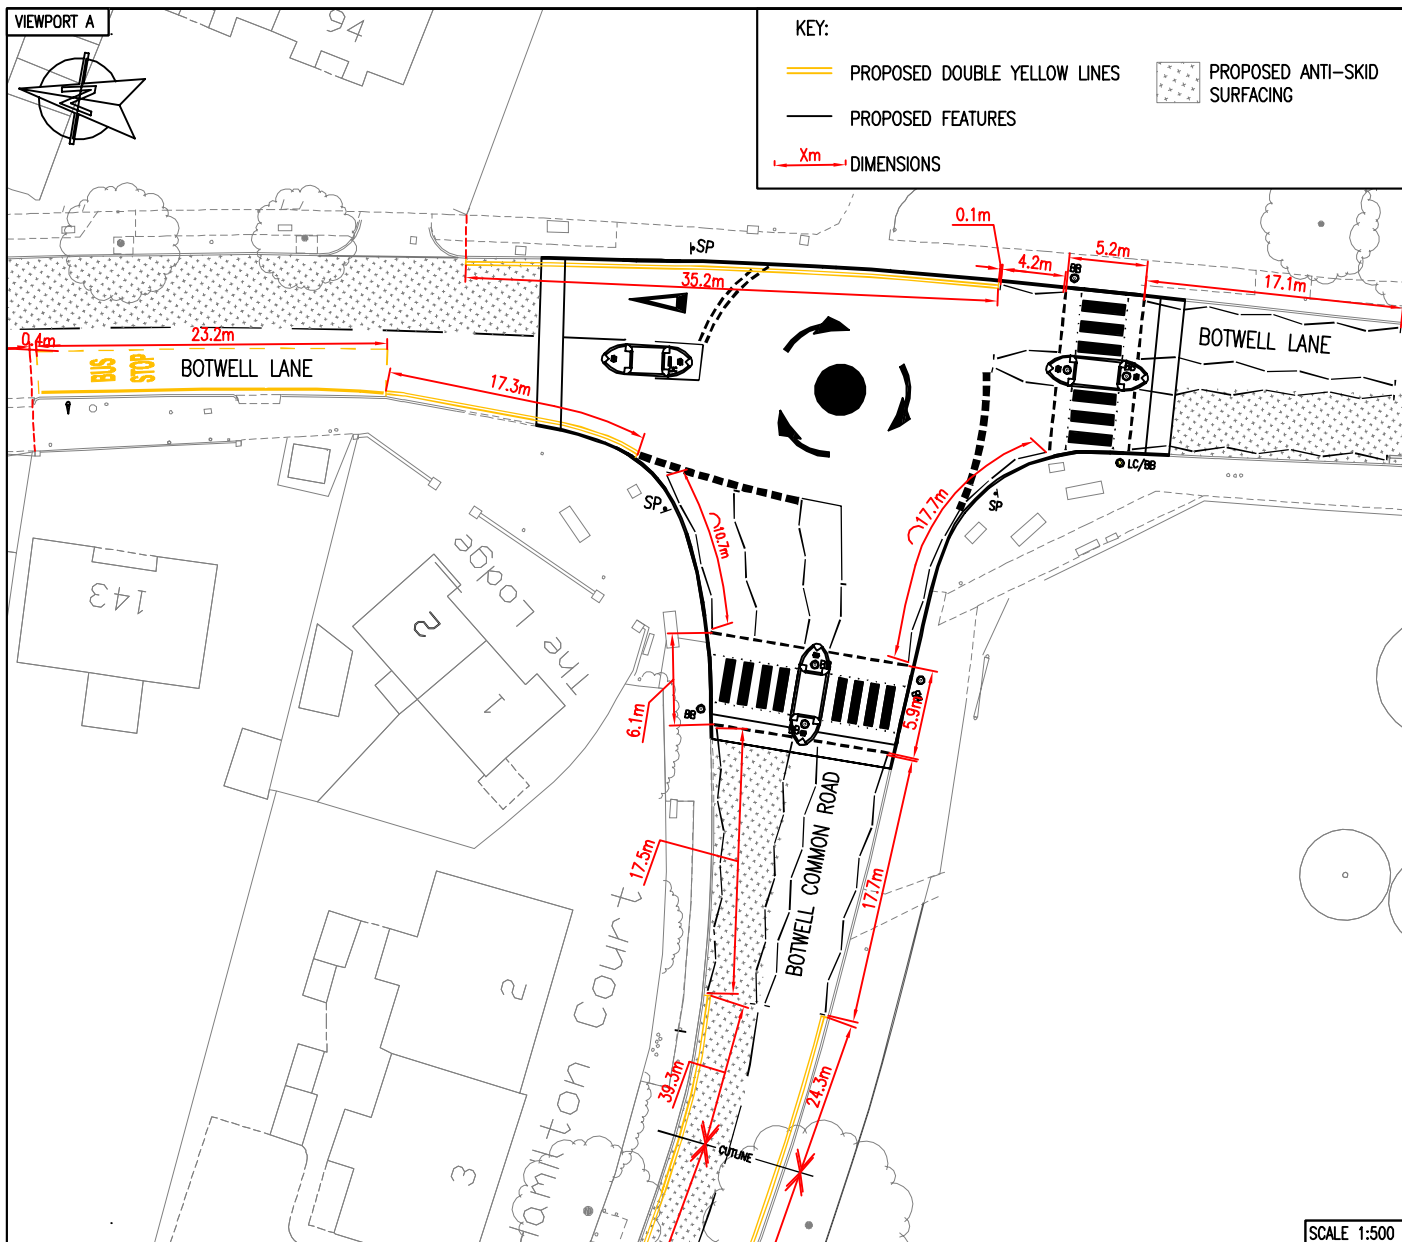 VIEWPORT A
94
KEY:
PROPOSED DOUBLE YELLOW LINES
PROPOSED FEATURES
Xm
DIMENSIONS
PROPOSED ANTI-SKID
SURFACING
N
SP
0.1m
5.2m
4.2m
BB
17.1m
35.2m
BOTWELL LANE
0.4m
23.2m
BUS
STOP
BOTWELL LANE
17.3m
BB
LC/BB
17.7m
SP
SP
10.7m
143
The Lodge
2
1
6.1m
BB
BB
BB
BB
5.9m
17.5m
BOTWELL COMMON ROAD
17.7m
Hamilton Court
2
3
39.3m
24.3m
CUTLINE
SCALE 1:500